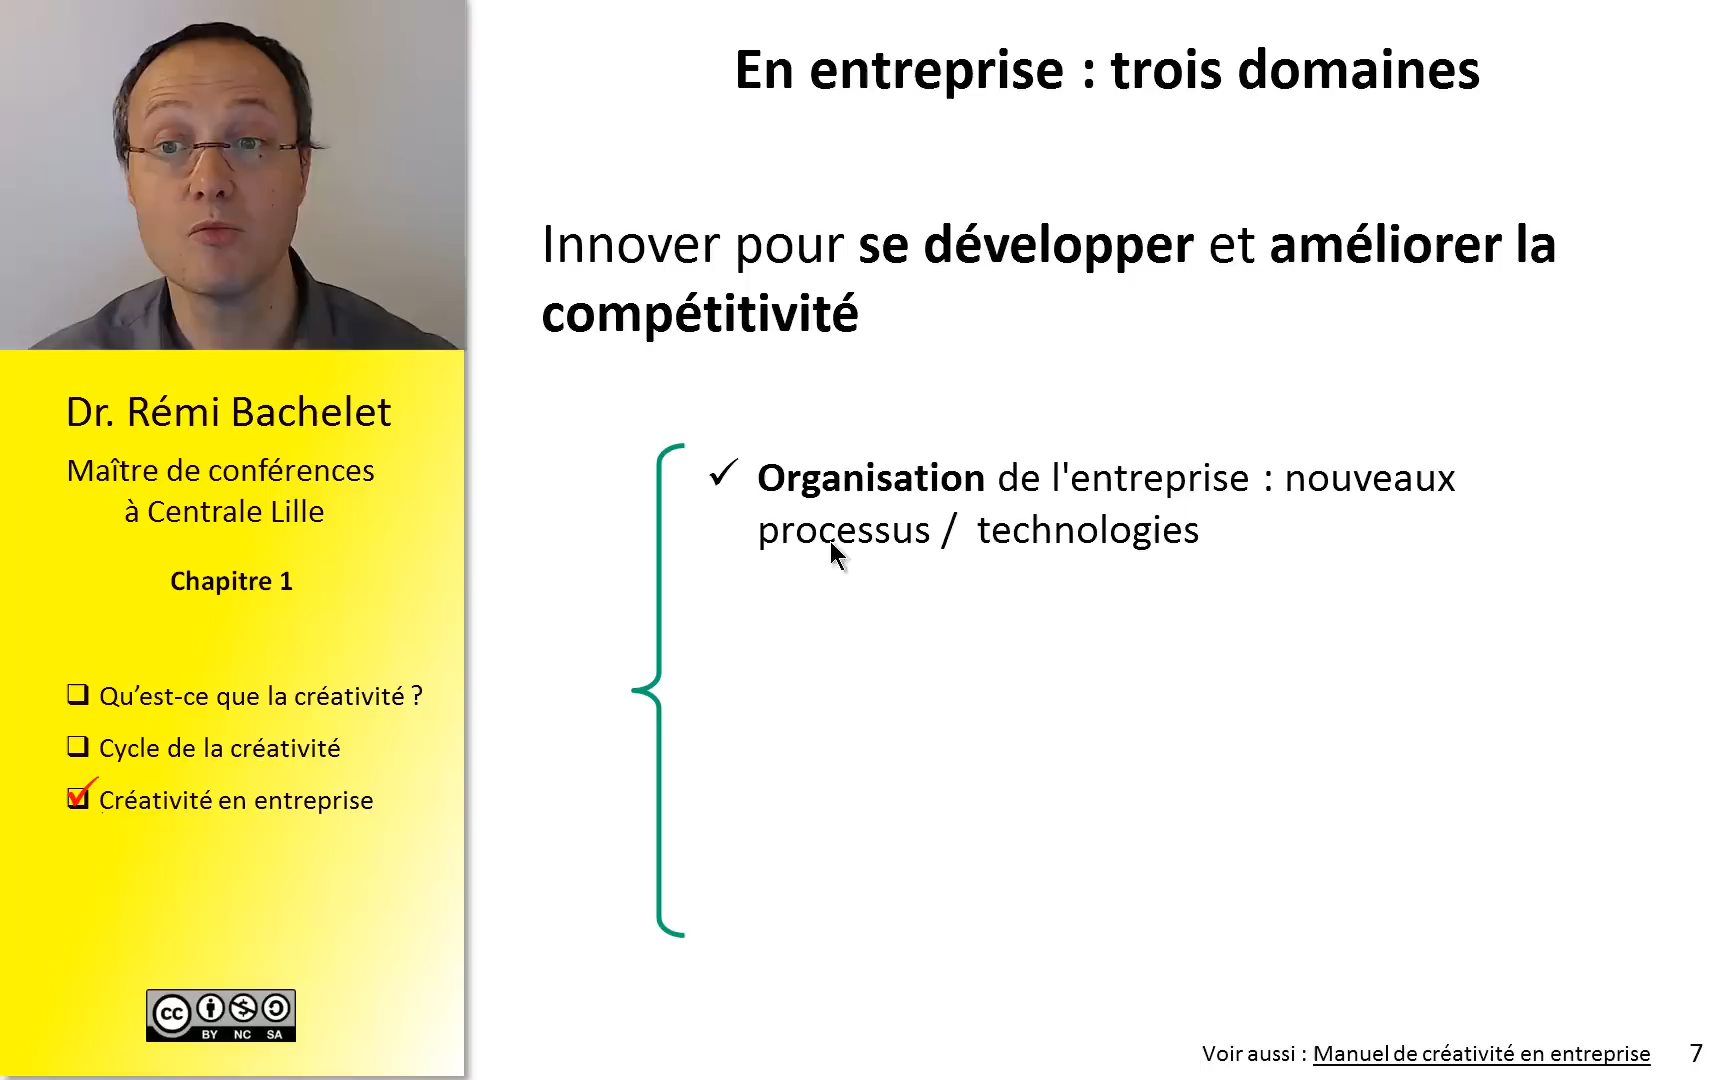 En entreprise : trois domaines
Innover pour se développer et améliorer la
compétitivité
Organisation de l'entreprise : nouveaux
processus / technologies
Dr. Rémi Bachelet
Maître de conférences
à Centrale Lille
Chapitre 1
Qu’est-ce que la créativité ?
Cycle de la créativité
Créativité en entreprise
cc
BY NC SA
Voir aussi : Manuel de créativité en entreprise 7